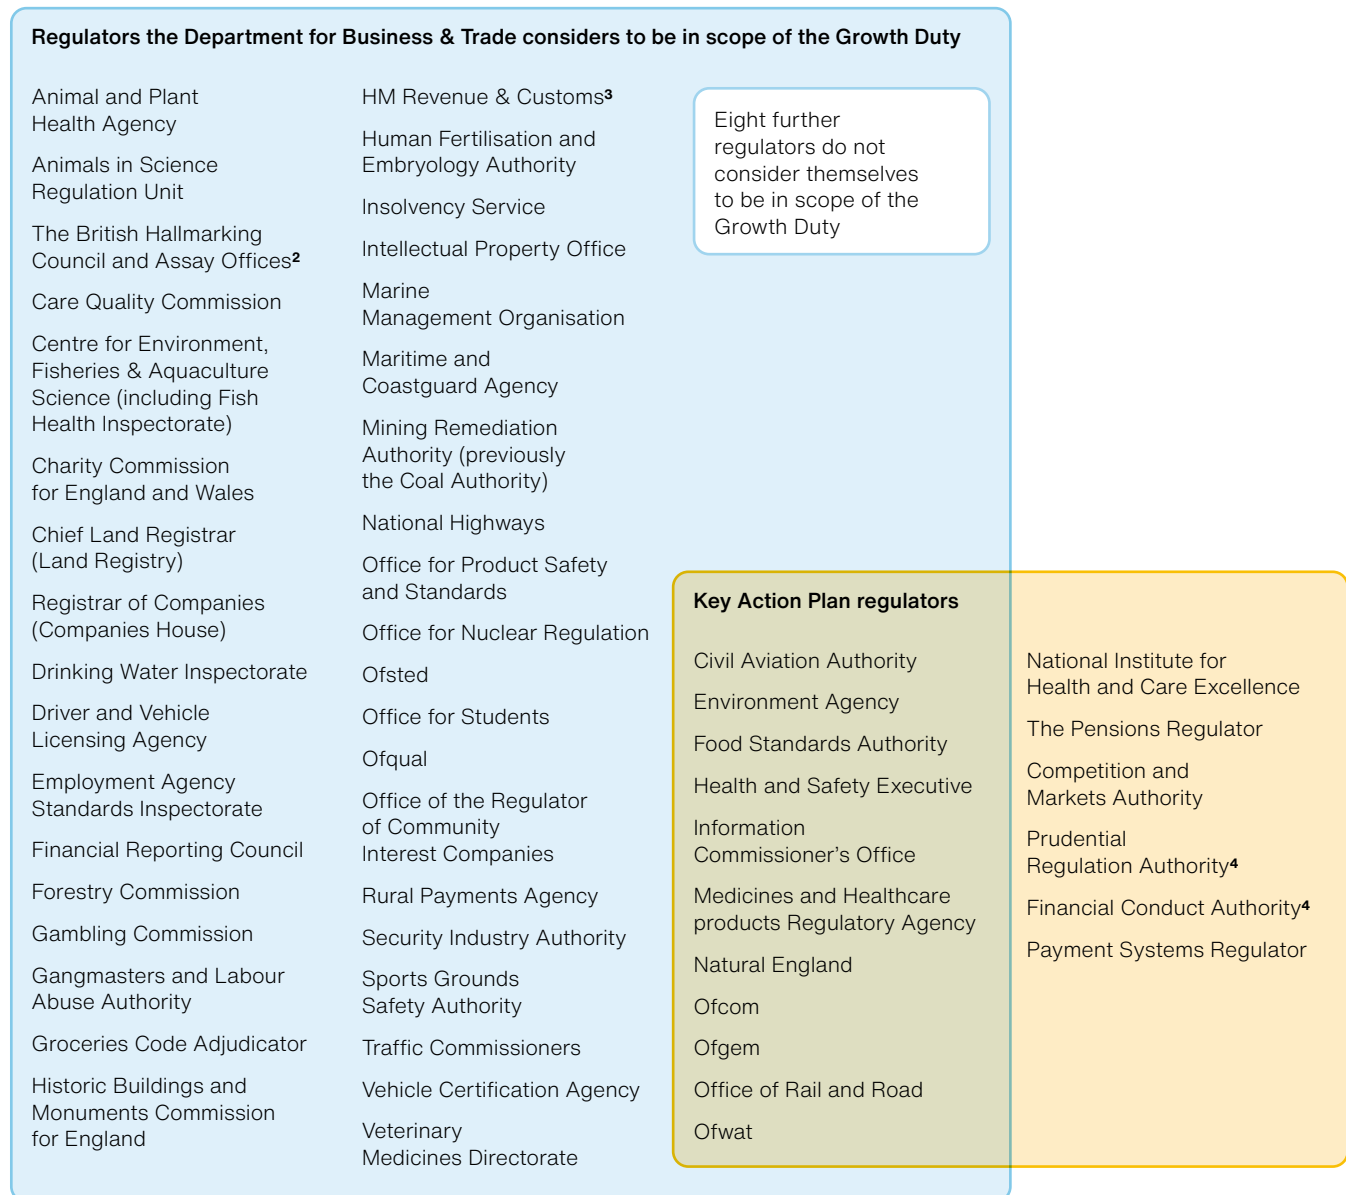 Regulators the Department for Business & Trade considers to be in scope of the Growth Duty
Animal and Plant
Health Agency
Animals in Science
Regulation Unit
The British Hallmarking
Council and Assay Offices²
Care Quality Commission
Centre for Environment,
Fisheries & Aquaculture
Science (including Fish
Health Inspectorate)
Charity Commission
for England and Wales
Chief Land Registrar
(Land Registry)
Registrar of Companies
(Companies House)
Drinking Water Inspectorate
Driver and Vehicle
Licensing Agency
Employment Agency
Standards Inspectorate
Financial Reporting Council
Forestry Commission
Gambling Commission
Gangmasters and Labour
Abuse Authority
Groceries Code Adjudicator
Historic Buildings and
Monuments Commission
for England
HM Revenue & Customs³
Human Fertilisation and
Embryology Authority
Insolvency Service
Intellectual Property Office
Marine
Management Organisation
Maritime and
Coastguard Agency
Mining Remediation
Authority (previously
the Coal Authority)
National Highways
Office for Product Safety
and Standards
Office for Nuclear Regulation
Ofsted
Office for Students
Ofqual
Office of the Regulator
of Community
Interest Companies
Rural Payments Agency
Security Industry Authority
Sports Grounds
Safety Authority
Traffic Commissioners
Vehicle Certification Agency
Veterinary
Medicines Directorate
Eight further
regulators do not
consider themselves
to be in scope of the
Growth Duty
Key Action Plan regulators
Civil Aviation Authority
Environment Agency
Food Standards Authority
Health and Safety Executive
Information
Commissioner's Office
Medicines and Healthcare
products Regulatory Agency
Natural England
Ofcom
Ofgem
Office of Rail and Road
Ofwat
National Institute for
Health and Care Excellence
The Pensions Regulator
Competition and
Markets Authority
Prudential
Regulation Authority⁴
Financial Conduct Authority⁴
Payment Systems Regulator